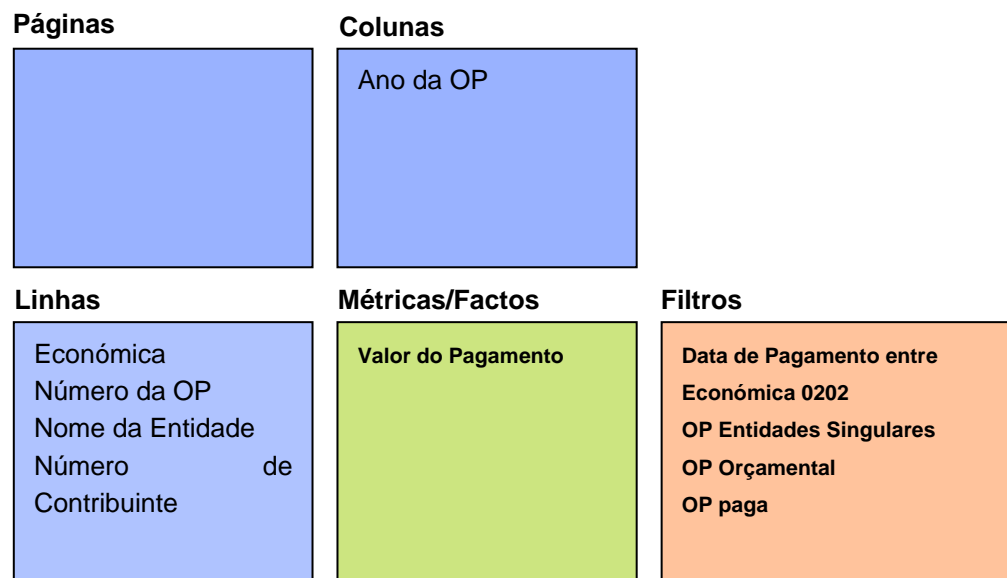 Páginas
Colunas
Ano da OP
Linhas
Métricas/Factos
Filtros
Económica
Número da OP
Nome da Entidade
Número de
Contribuinte
Valor do Pagamento
Data de Pagamento entre
Económica 0202
OP Entidades Singulares
OP Orçamental
OP paga